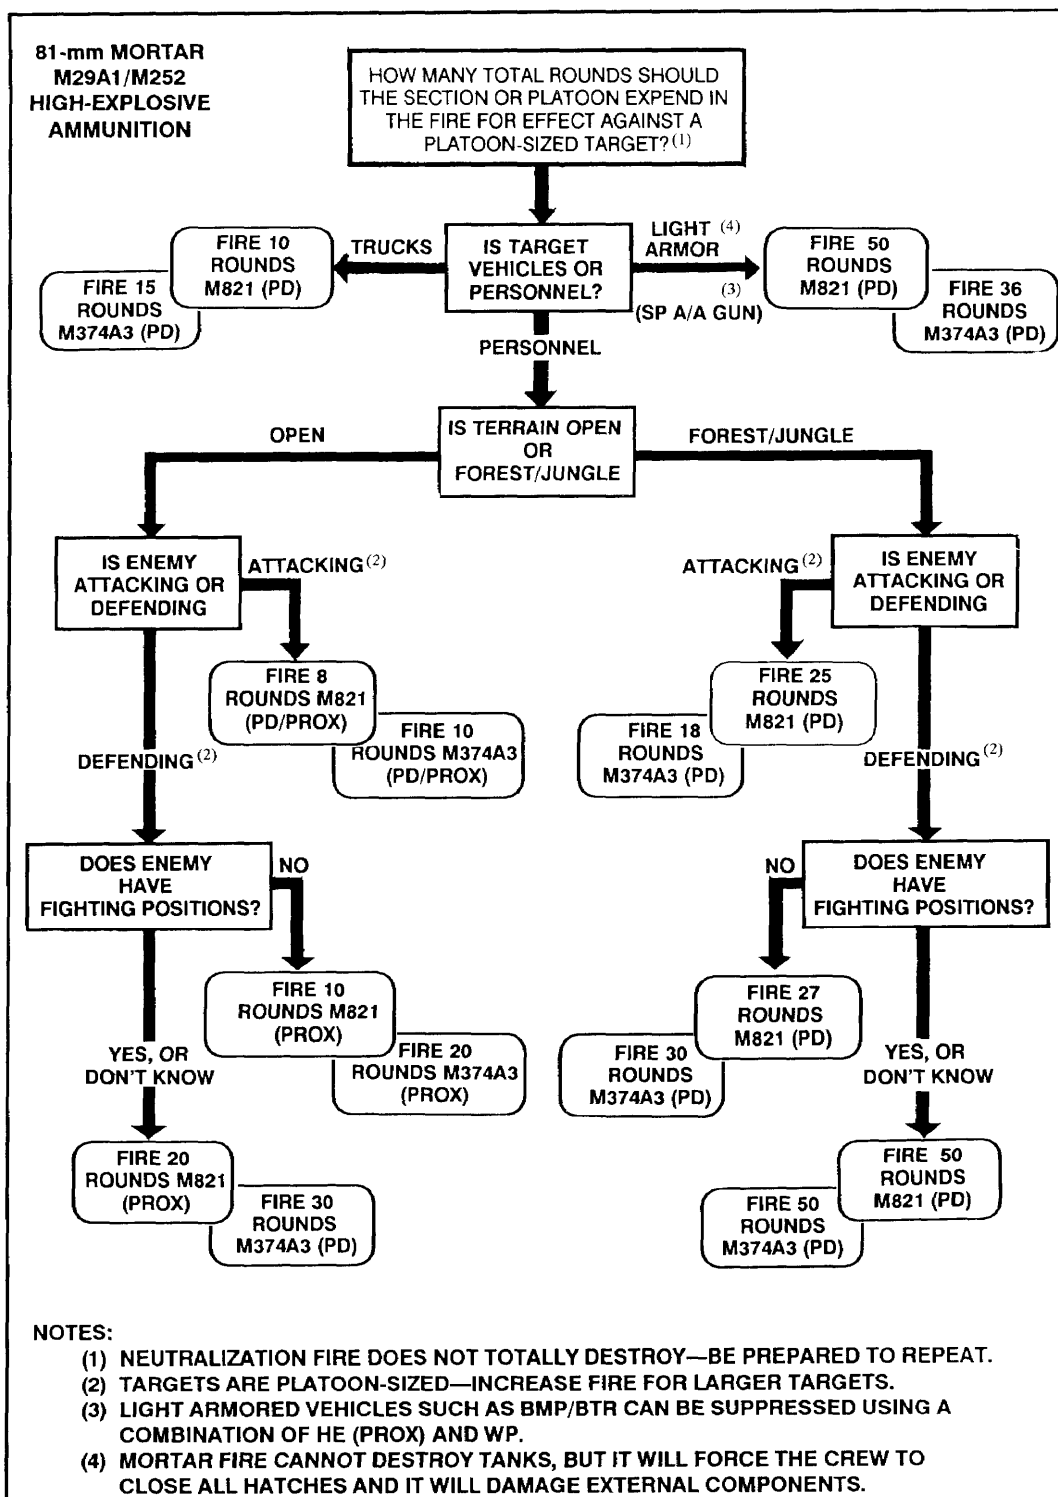 81-mm MORTAR
M29A1/M252
HIGH-EXPLOSIVE
AMMUNITION
HOW MANY TOTAL ROUNDS SHOULD
THE SECTION OR PLATOON EXPEND IN
THE FIRE FOR EFFECT AGAINST A
PLATOON-SIZED TARGET?(1)
TRUCKS
FIRE 10
ROUNDS
M821 (PD)
FIRE 15
ROUNDS
M374A3 (PD)
IS TARGET
VEHICLES OR
PERSONNEL?
LIGHT (4)
ARMOR
(3)
(SP A/A GUN)
FIRE 50
ROUNDS
M821 (PD)
FIRE 36
ROUNDS
M374A3 (PD)
PERSONNEL
OPEN
IS TERRAIN OPEN
OR
FOREST/JUNGLE
FOREST/JUNGLE
IS ENEMY
ATTACKING OR
DEFENDING
ATTACKING(2)
FIRE 8
ROUNDS M821
(PD/PROX)
FIRE 10
ROUNDS M374A3
(PD/PROX)
DEFENDING(2)
DOES ENEMY
HAVE
FIGHTING POSITIONS?
NO
FIRE 10
ROUNDS M821
(PROX)
FIRE 20
ROUNDS M374A3
(PROX)
YES, OR
DON'T KNOW
FIRE 20
ROUNDS M821
(PROX)
FIRE 30
ROUNDS
M374A3 (PD)
IS ENEMY
ATTACKING OR
DEFENDING
ATTACKING(2)
FIRE 25
ROUNDS
M821 (PD)
FIRE 18
ROUNDS
M374A3 (PD)
DEFENDING(2)
DOES ENEMY
HAVE
FIGHTING POSITIONS?
NO
FIRE 27
ROUNDS
M821 (PD)
FIRE 30
ROUNDS
M374A3 (PD)
YES, OR
DON'T KNOW
FIRE 50
ROUNDS
M821 (PD)
FIRE 50
ROUNDS
M374A3 (PD)
NOTES:
(1) NEUTRALIZATION FIRE DOES NOT TOTALLY DESTROY—BE PREPARED TO REPEAT.
(2) TARGETS ARE PLATOON-SIZED—INCREASE FIRE FOR LARGER TARGETS.
(3) LIGHT ARMORED VEHICLES SUCH AS BMP/BTR CAN BE SUPPRESSED USING A
COMBINATION OF HE (PROX) AND WP.
(4) MORTAR FIRE CANNOT DESTROY TANKS, BUT IT WILL FORCE THE CREW TO
CLOSE ALL HATCHES AND IT WILL DAMAGE EXTERNAL COMPONENTS.